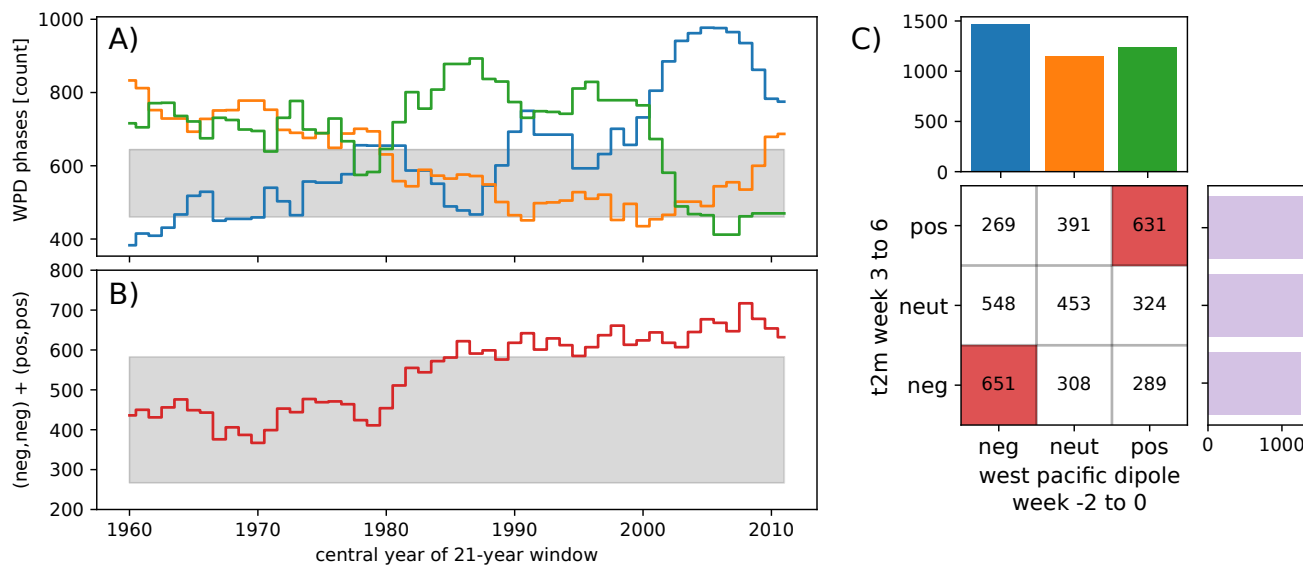 A)
WPD phases [count]
1000
800
600
400
B)
(neg,neg) + (pos,pos)
800
700
600
500
400
300
200
1960 1970 1980 1990 2000 2010
central year of 21-year window
C)
1500
1000
500
0
t2m week 3 to 6
pos 269 391 631
neut 548 453 324
neg 651 308 289
neg neut pos
0 1000
west pacific dipole
week -2 to 0